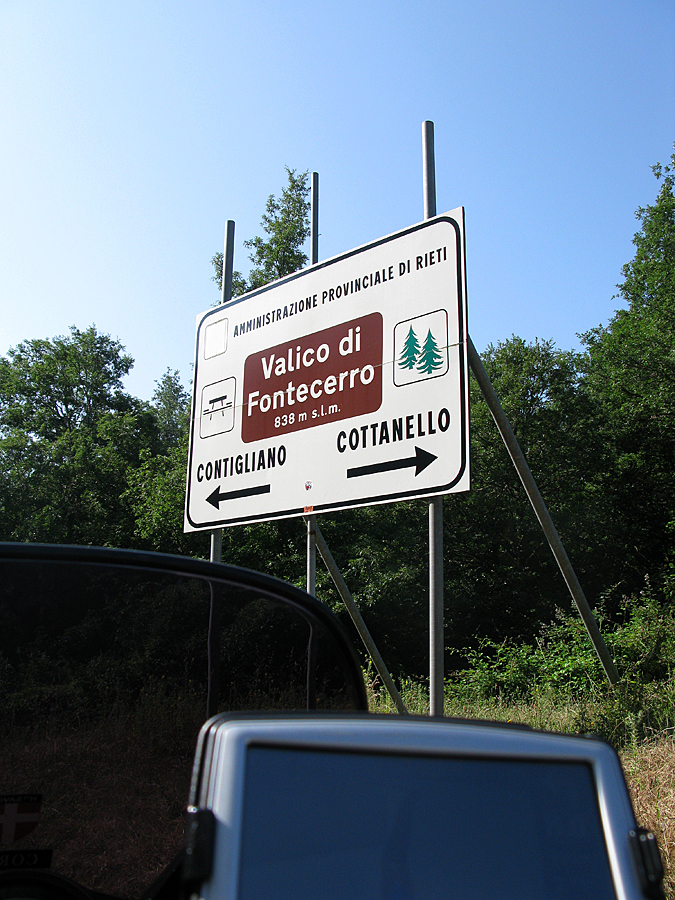 AMMINISTRAZIONE PROVINCIALE DI RIETI
Valico di
Fontecerro
838 m s.l.m.
CONTIGLIANO
COTTANELLO